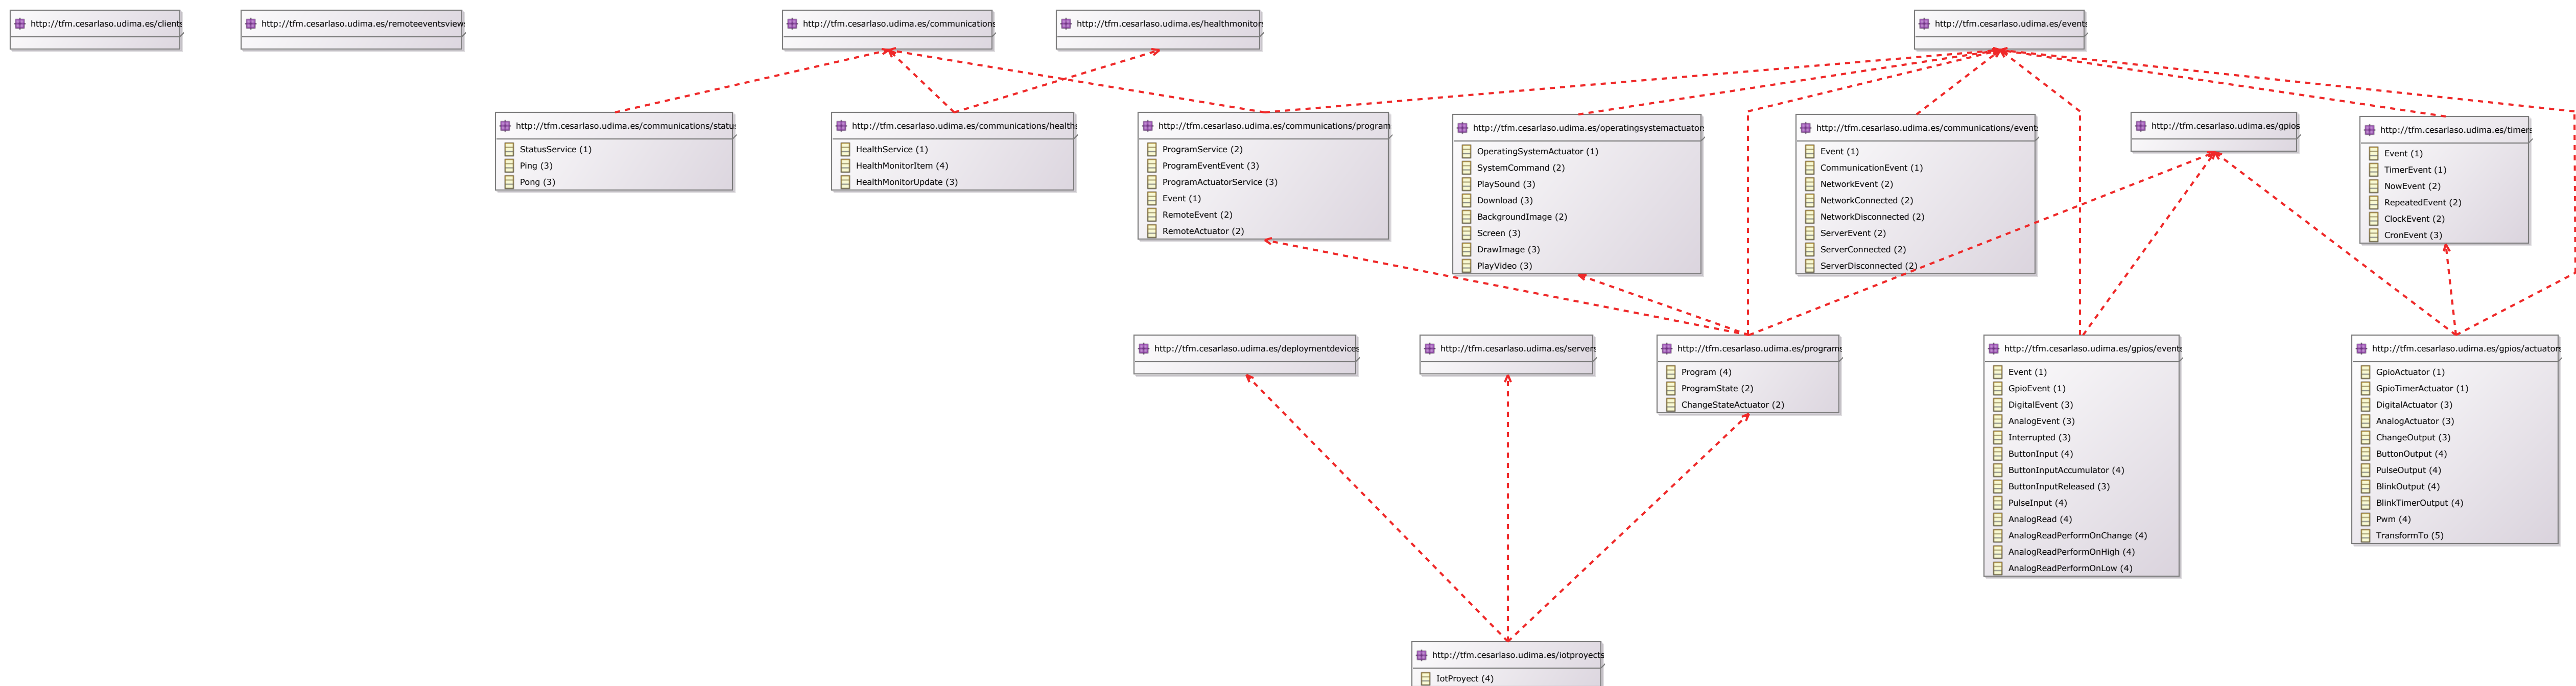 http://tfm.cesarlaso.udima.es/clients
http://tfm.cesarlaso.udima.es/remoteeventsview
http://tfm.cesarlaso.udima.es/communications
http://tfm.cesarlaso.udima.es/healthmonitor
http://tfm.cesarlaso.udima.es/events
http://tfm.cesarlaso.udima.es/communications/status
StatusService (1)
Ping (3)
Pong (3)
http://tfm.cesarlaso.udima.es/communications/healths
HealthService (1)
HealthMonitorItem (4)
HealthMonitorUpdate (3)
http://tfm.cesarlaso.udima.es/communications/program
ProgramService (2)
ProgramEventEvent (3)
ProgramActuatorService (3)
Event (1)
RemoteEvent (2)
RemoteActuator (2)
http://tfm.cesarlaso.udima.es/operatingsystemactuators
OperatingSystemActuator (1)
SystemCommand (2)
PlaySound (3)
Download (3)
BackgroundImage (2)
Screen (3)
DrawImage (3)
PlayVideo (3)
http://tfm.cesarlaso.udima.es/communications/events
Event (1)
CommunicationEvent (1)
NetworkEvent (2)
NetworkConnected (2)
NetworkDisconnected (2)
ServerEvent (2)
ServerConnected (2)
ServerDisconnected (2)
http://tfm.cesarlaso.udima.es/gpios
http://tfm.cesarlaso.udima.es/timers
Event (1)
TimerEvent (1)
NowEvent (2)
RepeatedEvent (2)
ClockEvent (2)
CronEvent (3)
http://tfm.cesarlaso.udima.es/deploymentdevices
http://tfm.cesarlaso.udima.es/servers
http://tfm.cesarlaso.udima.es/programs
Program (4)
ProgramState (2)
ChangeStateActuator (2)
http://tfm.cesarlaso.udima.es/gpios/events
Event (1)
GpioEvent (1)
DigitalEvent (3)
AnalogEvent (3)
Interrupted (3)
ButtonInput (4)
ButtonInputAccumulator (4)
ButtonInputReleased (3)
PulseInput (4)
AnalogRead (4)
AnalogReadPerformOnChange (4)
AnalogReadPerformOnHigh (4)
AnalogReadPerformOnLow (4)
http://tfm.cesarlaso.udima.es/gpios/actuators
GpioActuator (1)
GpioTimerActuator (1)
DigitalActuator (3)
AnalogActuator (3)
ChangeOutput (3)
ButtonOutput (4)
PulseOutput (4)
BlinkOutput (4)
BlinkTimerOutput (4)
Pwm (4)
TransformTo (5)
http://tfm.cesarlaso.udima.es/iotproyects
IotProyect (4)